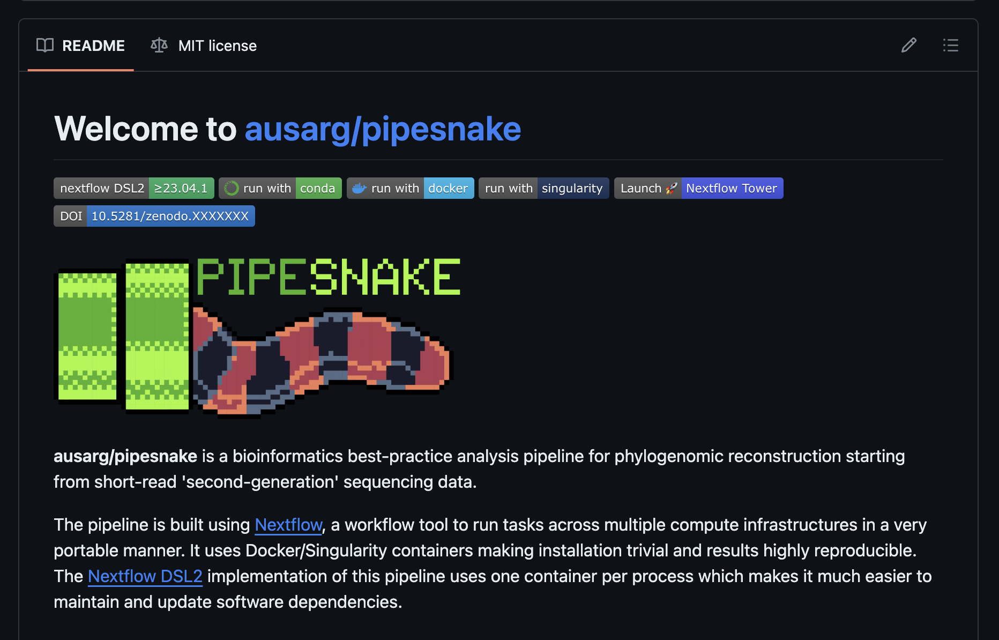 README MIT license
Welcome to ausarg/pipesnake
nextflow DSL2 ≥23.04.1 run with conda run with docker run with singularity Launch 🚀 Nextflow Tower
DOI 10.5281/zenodo.XXXXXXX
PIPESNAKE
ausarg/pipesnake is a bioinformatics best-practice analysis pipeline for phylogenomic reconstruction starting
from short-read 'second-generation' sequencing data.
The pipeline is built using Nextflow, a workflow tool to run tasks across multiple compute infrastructures in a very
portable manner. It uses Docker/Singularity containers making installation trivial and results highly reproducible.
The Nextflow DSL2 implementation of this pipeline uses one container per process which makes it much easier to
maintain and update software dependencies.